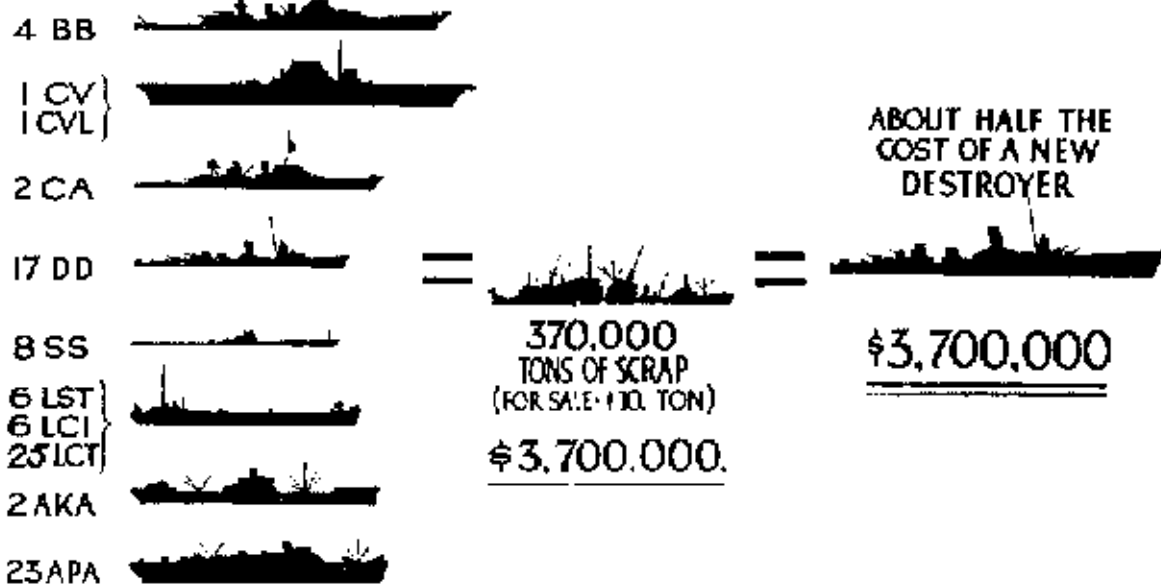 4 BB
1 CV
1 CVL
2 CA
17 DD
8 SS
6 LST
6 LCI
25 LCT
2 AKA
23 APA
370,000
TONS OF SCRAP
(FOR SALE· $10. TON)
$3,700.000.
ABOUT HALF THE
COST OF A NEW
DESTROYER
$3,700,000